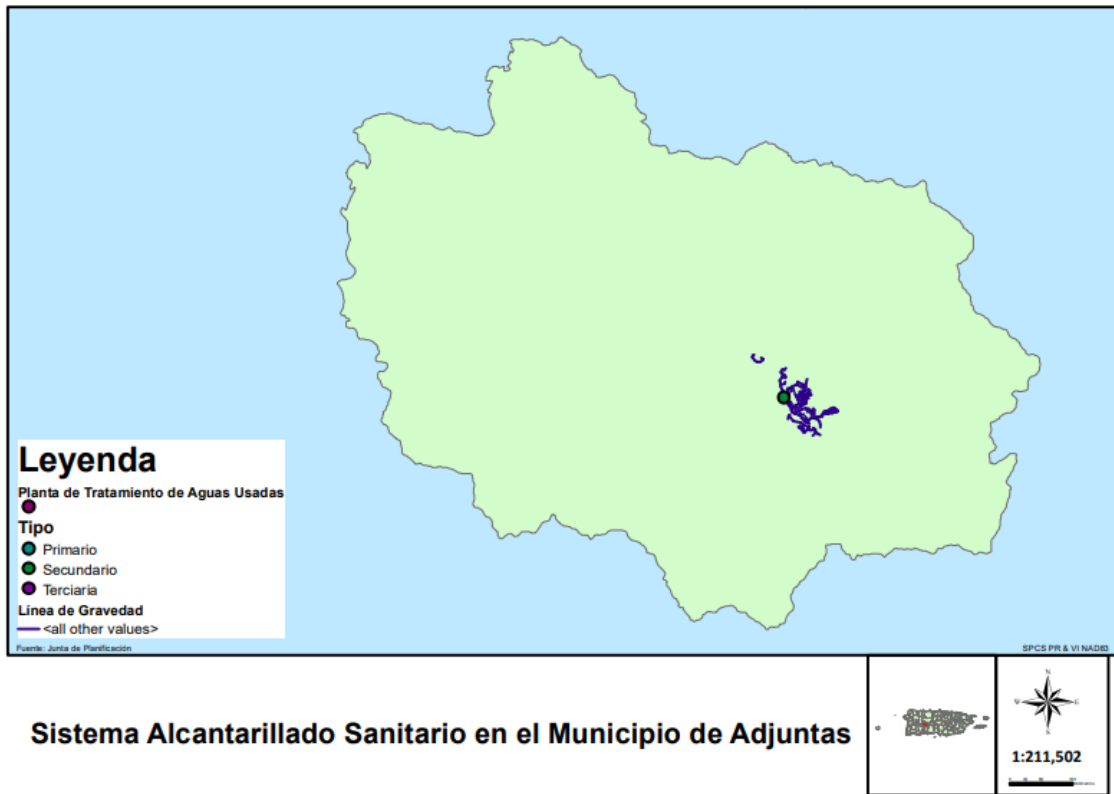 Leyenda
Planta de Tratamiento de Aguas Usadas
Tipo
Primario
Secundario
Terciaria
Línea de Gravedad
<all other values>
Fuente: Junta de Planificación
SPCS PR & VI NAD83
Sistema Alcantarillado Sanitario en el Municipio de Adjuntas
N
W
E
S
1:211,502